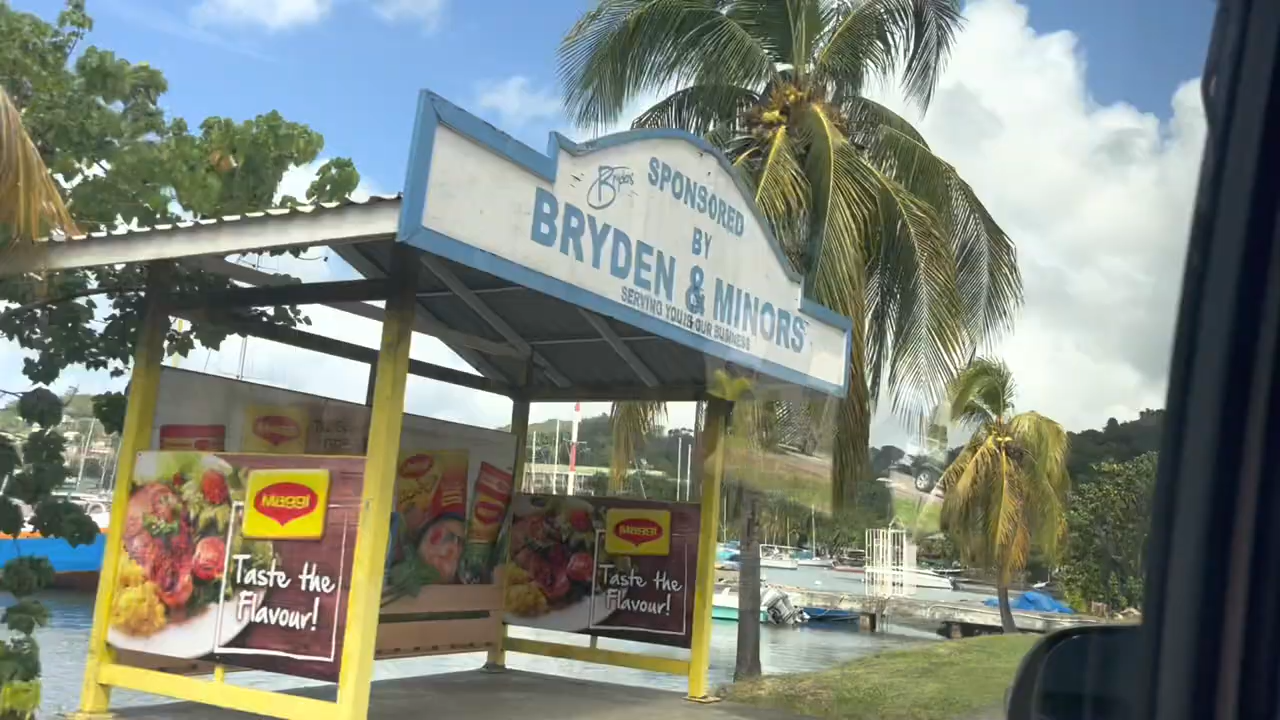 Brydens
SPONSORED
BY
BRYDEN & MINORS
SERVING YOU IS OUR BUSINESS
MAGGI
Taste the
Flavour!
MAGGI
Taste the
Flavour!